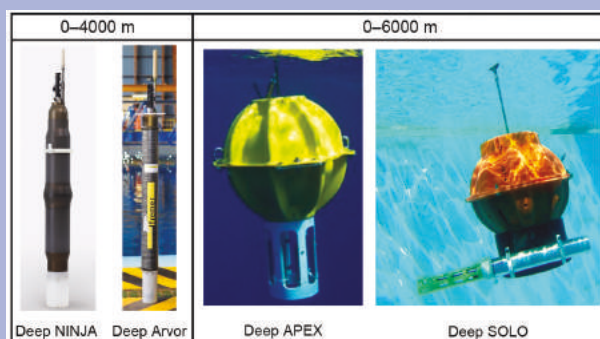 0–4000 m
0–6000 m
Deep NINJA
Deep Arvor
Deep APEX
Deep SOLO